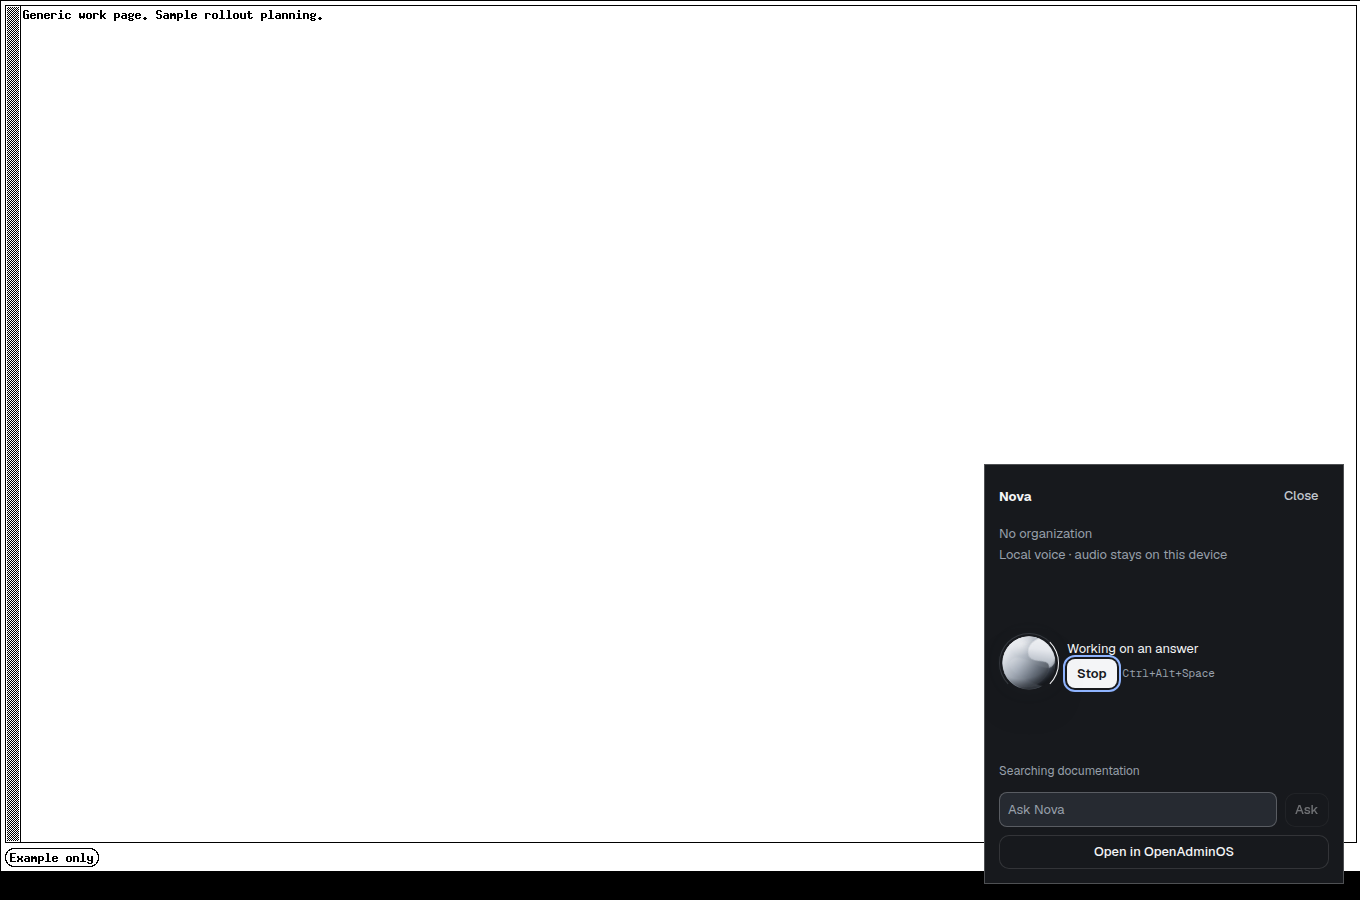 Generic work page. Sample rollout planning.
Nova
Close
No organization
Local voice · audio stays on this device
Working on an answer
Stop
Ctrl+Alt+Space
Searching documentation
Ask Nova
Ask
Open in OpenAdminOS
Example only